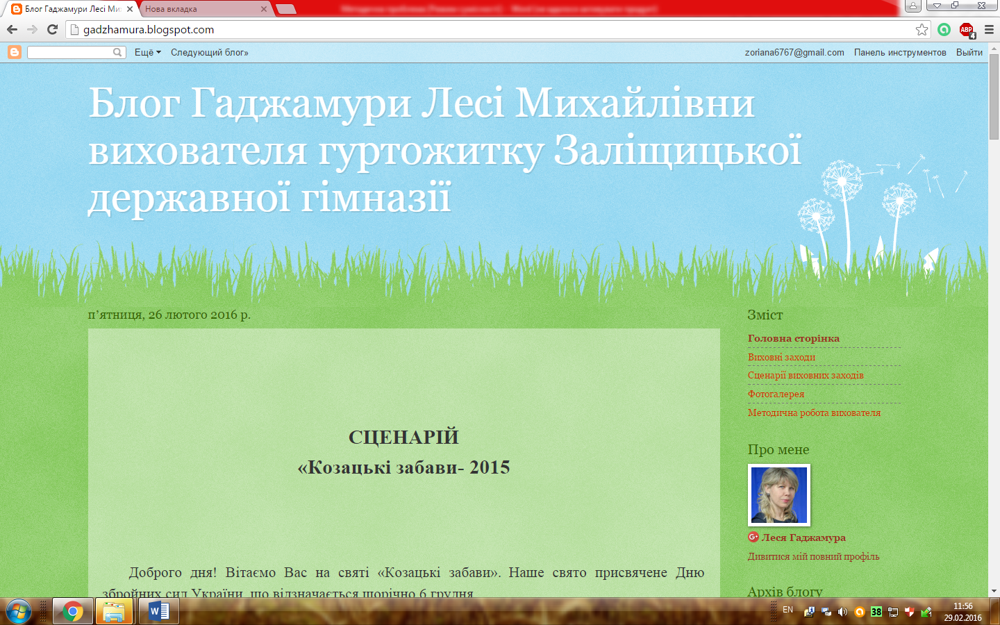 Блог Гаджамури Лесі Мих
Нова вкладка
gadzhamura.blogspot.com
ABP
4
Ещё
Следующий блог»
zoriana6767@gmail.com
Панель инструментов
Выйти
Блог Гаджамури Лесі Михайлівни
вихователя гуртожитку Заліщицької
державної гімназії
п’ятниця, 26 лютого 2016 р.
СЦЕНАРІЙ
«Козацькі забави- 2015
Доброго дня! Вітаємо Вас на святі «Козацькі забави». Наше свято присвячене Дню
збройних сил України, що відзначається щорічно 6 грудня
Зміст
Головна сторінка
Виховні заходи
Сценарії виховних заходів
Фотогалерея
Методична робота вихователя
Про мене
Леся Гаджамура
Дивитися мій повний профіль
Архів блогу
EN
38
11:56
29.02.2016